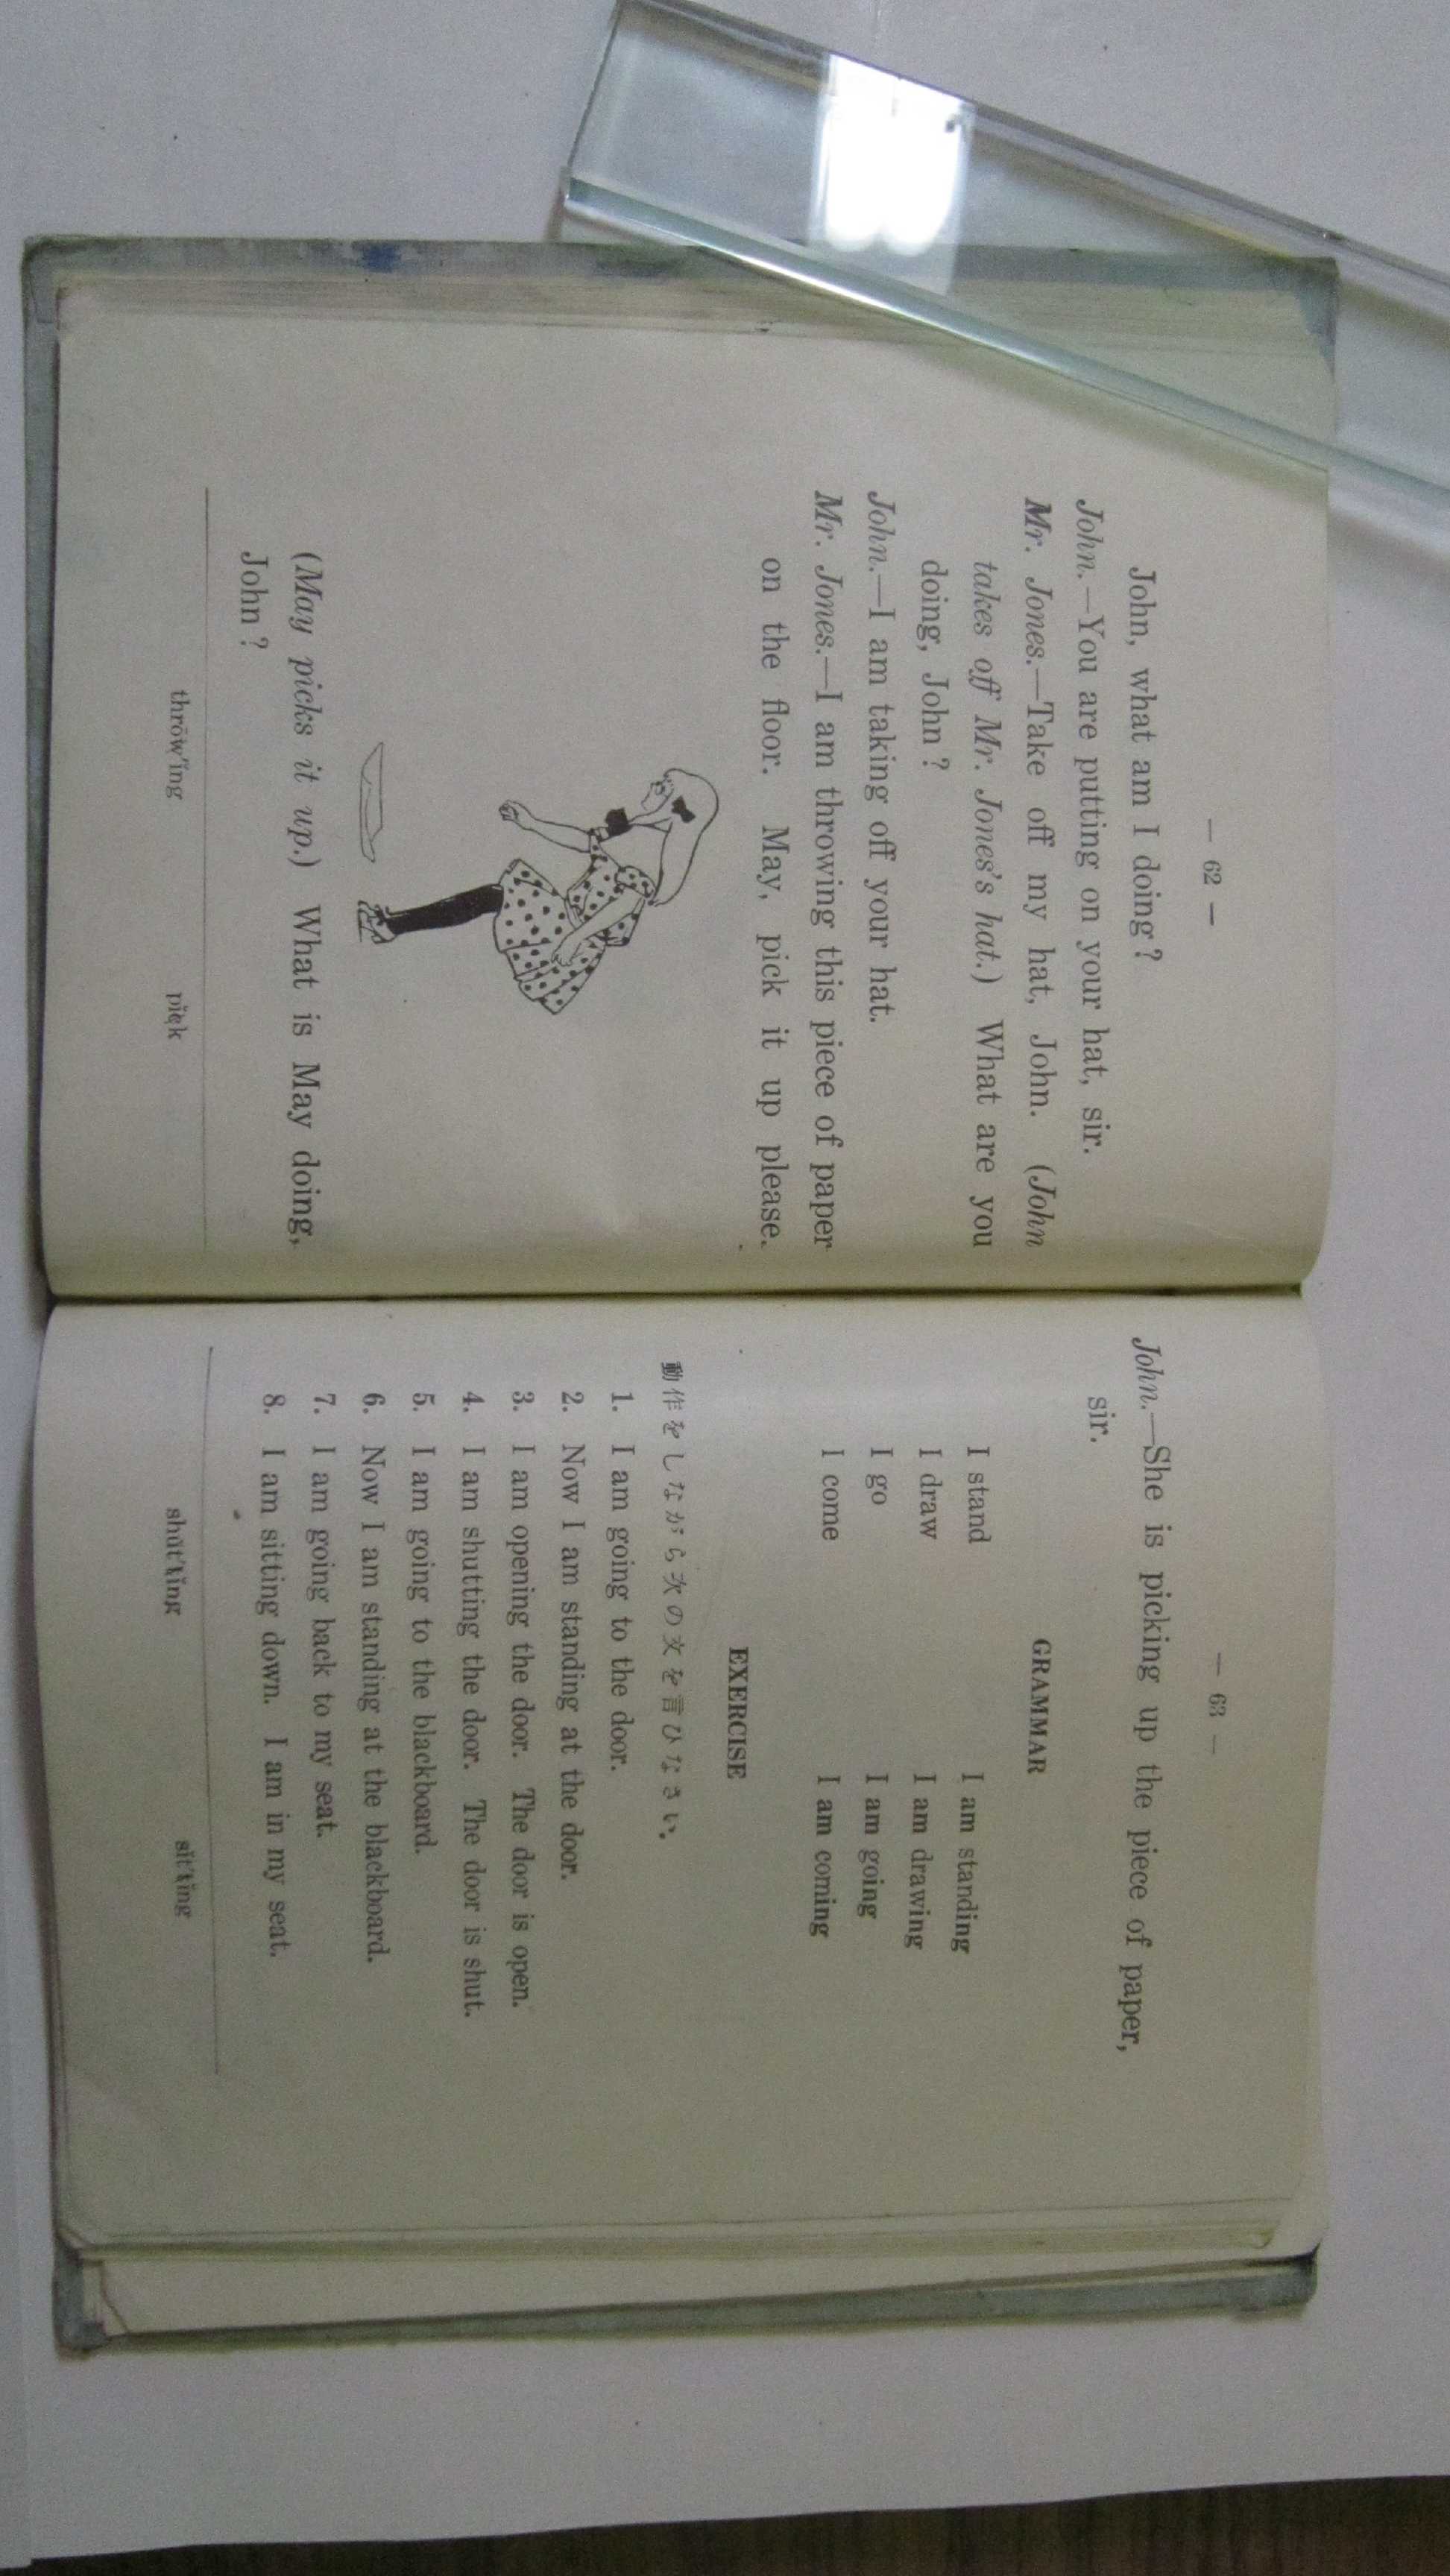 — 62 —
John, what am I doing?
John.—You are putting on your hat, sir.
Mr. Jones.—Take off my hat, John. (John
takes off Mr. Jones's hat.) What are you
doing, John?
John.—I am taking off your hat.
Mr. Jones.—I am throwing this piece of paper
on the floor. May, pick it up please.
(May picks it up.) What is May doing,
John?
thrōw'ĭng pĭck
— 63 —
John.—She is picking up the piece of paper,
sir.
GRAMMAR
I stand I am standing
I draw I am drawing
I go I am going
I come I am coming
EXERCISE
動作をしながら次の文を言ひなさい。
1. I am going to the door.
2. Now I am standing at the door.
3. I am opening the door. The door is open.
4. I am shutting the door. The door is shut.
5. I am going to the blackboard.
6. Now I am standing at the blackboard.
7. I am going back to my seat.
8. I am sitting down. I am in my seat.
shŭt'tĭng sĭt'tĭng